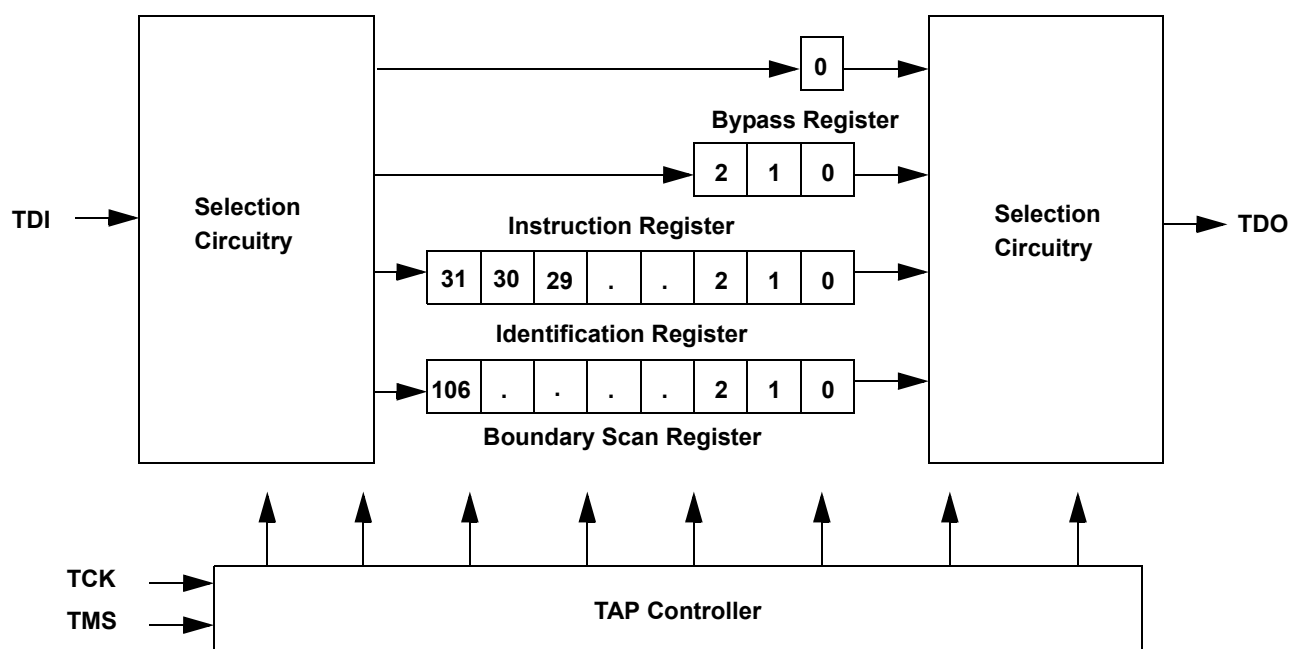 0
Bypass Register
2 1 0
Selection
Circuitry
Selection
Circuitry
TDI
TDO
Instruction Register
31 30 29 . . 2 1 0
Identification Register
106 . . . . 2 1 0
Boundary Scan Register
TCK
TMS
TAP Controller